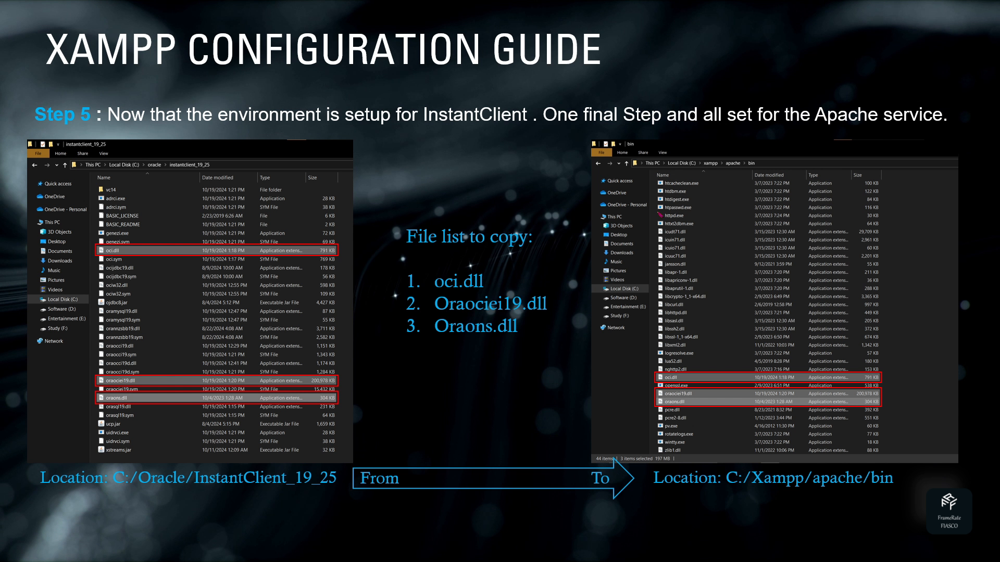 XAMPP CONFIGURATION GUIDE
Step 5 : Now that the environment is setup for InstantClient . One final Step and all set for the Apache service.
instantclient_19_25
File Home Share View
This PC > Local Disk (C:) > oracle > instantclient_19_25
Quick access
OneDrive
OneDrive - Personal
This PC
3D Objects
Desktop
Documents
Downloads
Music
Pictures
Videos
Local Disk (C:)
Software (D:)
Entertainment (E:)
Study (F:)
Network
Name Date modified Type Size
vc14 10/19/2024 1:21 PM File folder
adrci.exe 10/19/2024 1:21 PM Application 28 KB
adrci.sym 10/19/2024 1:21 PM SYM File 38 KB
BASIC_LICENSE 2/23/2019 6:26 AM File 6 KB
BASIC_README 10/19/2024 1:21 PM File 2 KB
genezi.exe 10/19/2024 1:21 PM Application 72 KB
genezi.sym 10/19/2024 1:21 PM SYM File 69 KB
oci.dll 10/19/2024 1:18 PM Application extens... 791 KB
oci.sym 10/19/2024 1:17 PM SYM File 769 KB
ocijdbc19.dll 8/9/2024 10:00 AM Application extens... 178 KB
ocijdbc19.sym 8/9/2024 10:00 AM SYM File 56 KB
ociw32.dll 10/19/2024 12:55 PM Application extens... 598 KB
ociw32.sym 10/19/2024 12:55 PM SYM File 109 KB
ojdbc8.jar 8/4/2024 5:12 PM Executable Jar File 4,427 KB
oramysql19.dll 10/19/2024 12:47 PM Application extens... 87 KB
oramysql19.sym 10/19/2024 12:47 PM SYM File 55 KB
orannzsbb19.dll 8/22/2024 4:08 AM Application extens... 3,711 KB
orannzsbb19.sym 8/22/2024 4:08 AM SYM File 2,582 KB
oraocci19.dll 10/19/2024 12:29 PM Application extens... 1,151 KB
oraocci19.sym 10/19/2024 1:21 PM SYM File 1,343 KB
oraocci19d.dll 10/19/2024 12:41 PM Application extens... 1,174 KB
oraocci19d.sym 10/19/2024 1:21 PM SYM File 1,284 KB
oraociei19.dll 10/19/2024 1:20 PM Application extens... 200,978 KB
oraociei19.sym 10/19/2024 1:20 PM SYM File 15,432 KB
oraons.dll 10/4/2023 1:28 AM Application extens... 304 KB
orasql19.dll 10/19/2024 1:15 PM Application extens... 231 KB
orasql19.sym 10/19/2024 1:15 PM SYM File 64 KB
ucp.jar 8/4/2024 5:15 PM Executable Jar File 1,659 KB
uidrvci.exe 10/19/2024 1:21 PM Application 28 KB
uidrvci.sym 10/19/2024 1:21 PM SYM File 38 KB
xstreams.jar 10/11/2024 12:09 AM Executable Jar File 32 KB
File list to copy:
1. oci.dll
2. Oraociei19.dll
3. Oraons.dll
bin
File Home Share View
This PC > Local Disk (C:) > xampp > apache > bin
Quick access
OneDrive
OneDrive - Personal
This PC
3D Objects
Desktop
Documents
Downloads
Music
Pictures
Videos
Local Disk (C:)
Software (D:)
Entertainment (E:)
Study (F:)
Network
Name Date modified Type Size
htcacheclean.exe 3/7/2023 7:22 PM Application 100 KB
htdbm.exe 3/7/2023 7:22 PM Application 122 KB
htdigest.exe 3/7/2023 7:22 PM Application 84 KB
htpasswd.exe 3/7/2023 7:22 PM Application 116 KB
httpd.exe 3/7/2023 7:24 PM Application 30 KB
httxt2dbm.exe 3/7/2023 7:22 PM Application 64 KB
icudt71.dll 3/15/2023 12:30 AM Application extens... 29,709 KB
icuin71.dll 3/15/2023 12:30 AM Application extens... 2,961 KB
icuio71.dll 3/15/2023 12:30 AM Application extens... 60 KB
icuuc71.dll 3/15/2023 12:30 AM Application extens... 2,201 KB
jansson.dll 9/12/2021 3:59 PM Application extens... 55 KB
libapr-1.dll 3/7/2023 7:20 PM Application extens... 211 KB
libapriconv-1.dll 3/7/2023 7:20 PM Application extens... 36 KB
libaprutil-1.dll 3/7/2023 7:20 PM Application extens... 288 KB
libcrypto-1_1-x64.dll 2/9/2023 6:49 PM Application extens... 3,365 KB
libcurl.dll 2/6/2019 12:58 PM Application extens... 997 KB
libhttpd.dll 3/7/2023 7:21 PM Application extens... 449 KB
libsasl.dll 3/15/2023 12:30 AM Application extens... 205 KB
libssh2.dll 3/15/2023 12:30 AM Application extens... 372 KB
libssl-1_1-x64.dll 2/9/2023 6:50 PM Application extens... 674 KB
libxml2.dll 11/1/2022 10:03 PM Application extens... 1,342 KB
logresolve.exe 3/7/2023 7:22 PM Application 57 KB
lua52.dll 4/5/2019 8:28 PM Application extens... 180 KB
nghttp2.dll 3/7/2023 7:16 PM Application extens... 153 KB
oci.dll 10/19/2024 1:18 PM Application extens... 791 KB
openssl.exe 2/9/2023 6:51 PM Application 538 KB
oraociei19.dll 10/19/2024 1:20 PM Application extens... 200,978 KB
oraons.dll 10/4/2023 1:28 AM Application extens... 304 KB
pcre.dll 8/23/2021 8:32 PM Application extens... 392 KB
pcre2-8.dll 1/12/2023 3:44 PM Application extens... 551 KB
pv.exe 4/16/2012 11:30 PM Application 60 KB
rotatelogs.exe 3/7/2023 7:22 PM Application 77 KB
wintty.exe 3/7/2023 7:22 PM Application 18 KB
zlib1.dll 11/1/2022 10:06 PM Application extens... 88 KB
44 items | 3 items selected 197 MB |
Location: C:/Oracle/InstantClient_19_25
From
To
Location: C:/Xampp/apache/bin
FrameRate
FIASCO